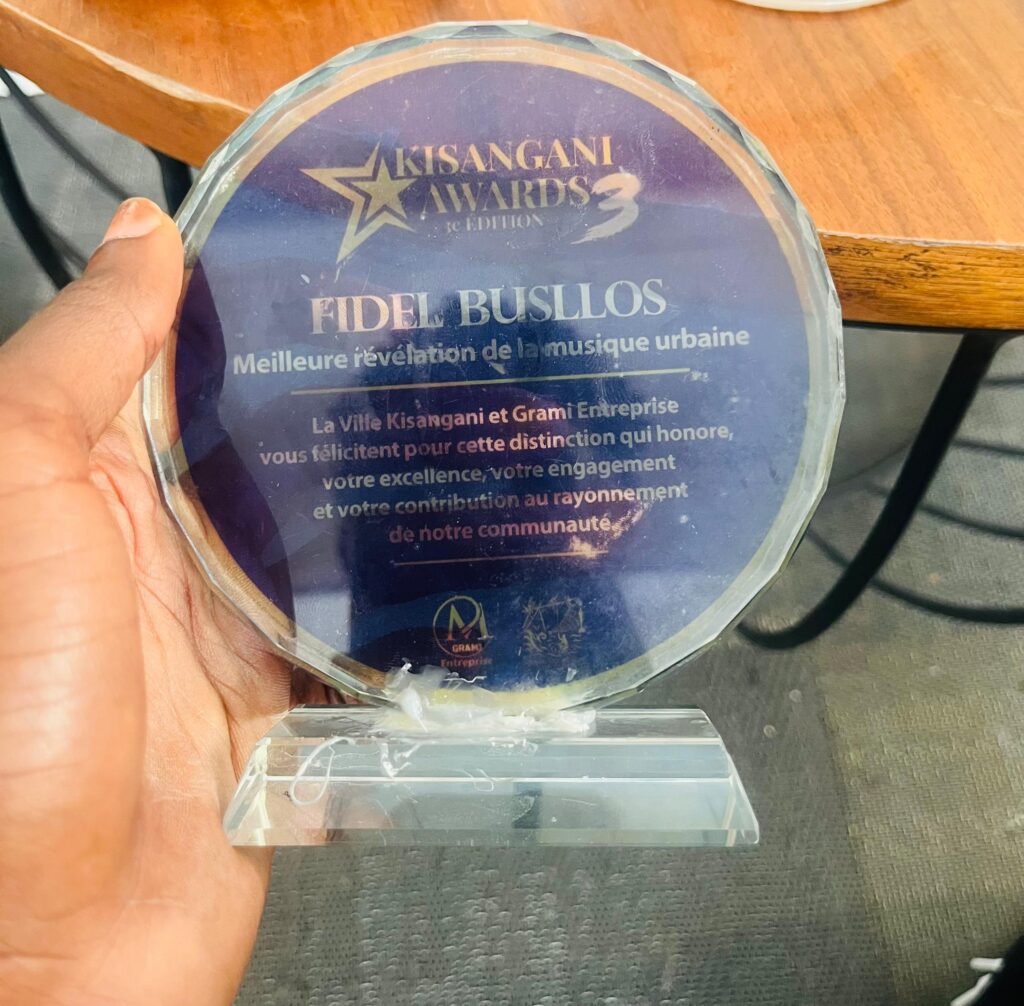 KISANGANI
AWARDS 3
3e ÉDITION
FIDEL BUSLLOS
Meilleure révélation de la musique urbaine
La Ville Kisangani et Grami Entreprise
vous félicitent pour cette distinction qui honore,
votre excellence, votre engagement
et votre contribution au rayonnement
de notre communauté.
M
GRAMI
Entreprise